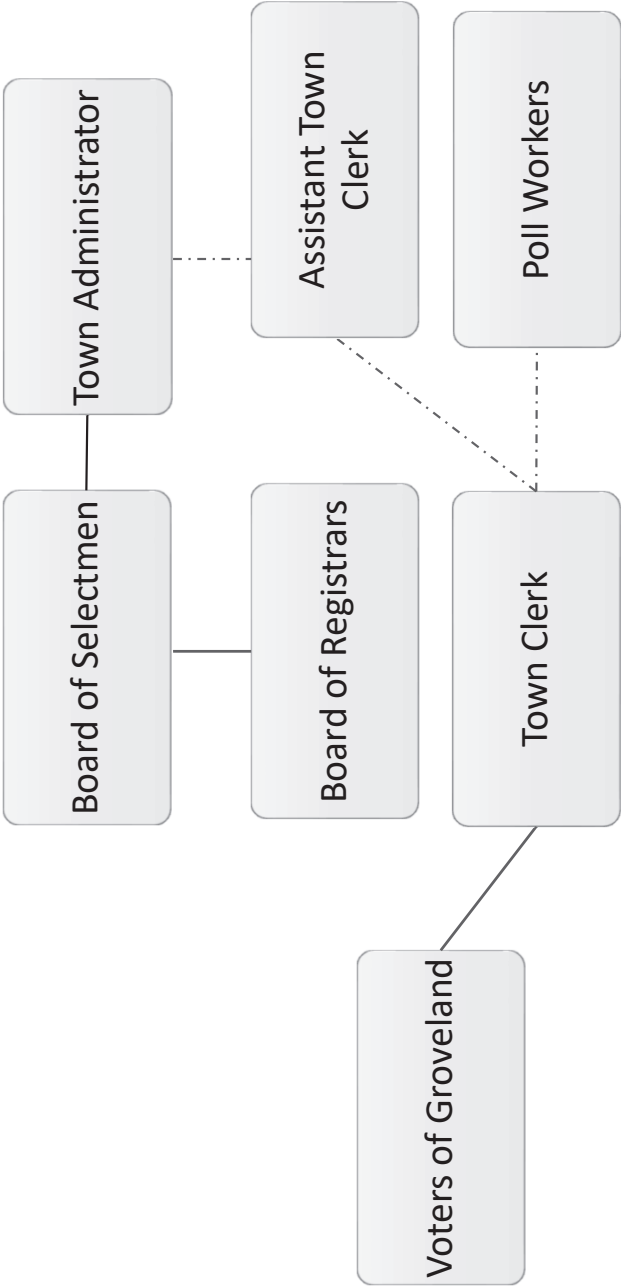 Voters of Groveland
Board of Selectmen
Town Administrator
Board of Registrars
Assistant Town
Clerk
Town Clerk
Poll Workers